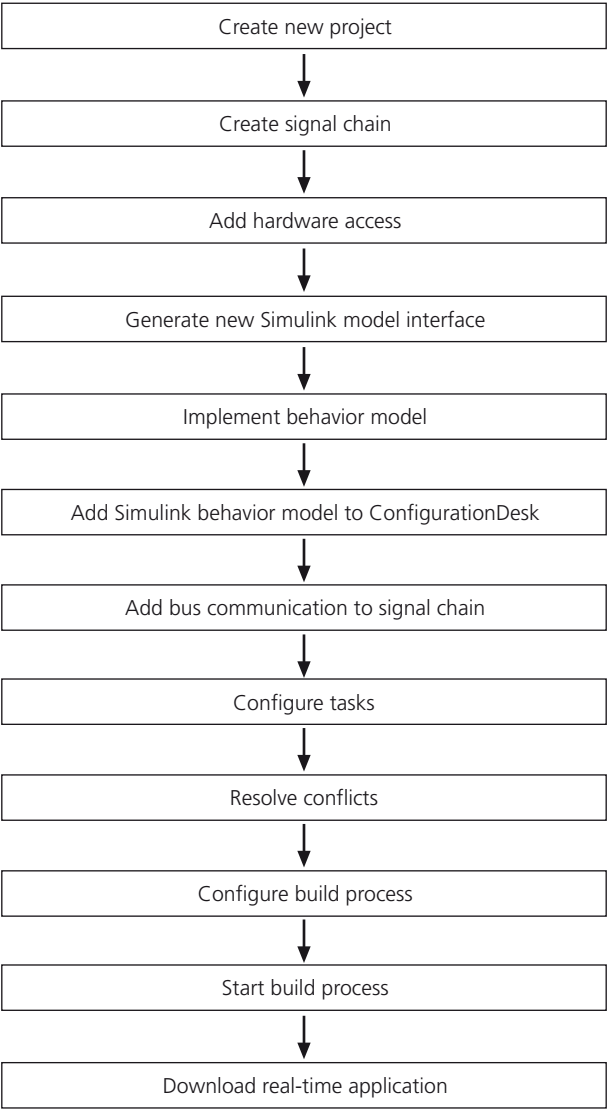 Create new project
Create signal chain
Add hardware access
Generate new Simulink model interface
Implement behavior model
Add Simulink behavior model to ConfigurationDesk
Add bus communication to signal chain
Configure tasks
Resolve conflicts
Configure build process
Start build process
Download real-time application